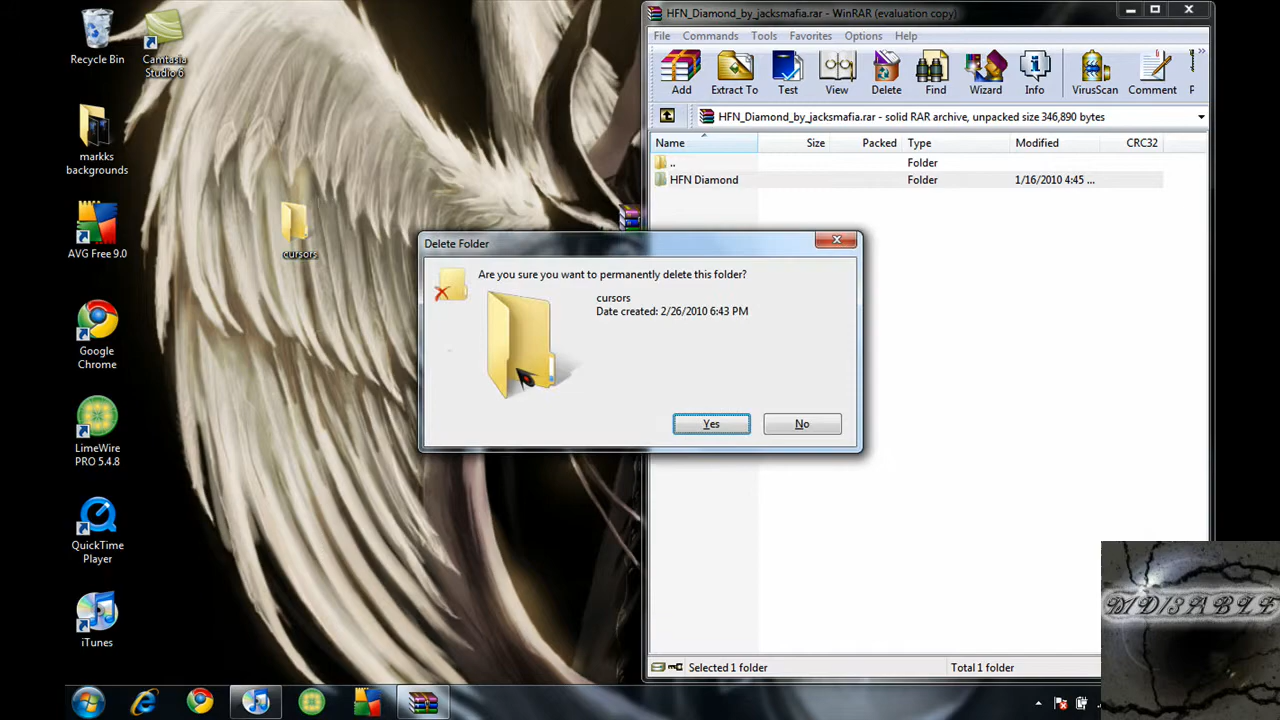 Recycle Bin
Camtasia
Studio 6
markks
backgrounds
AVG Free 9.0
Google
Chrome
LimeWire
PRO 5.4.8
QuickTime
Player
iTunes
cursors
HFN_Diamond_by_jacksmafia.rar - WinRAR (evaluation copy)
File Commands Tools Favorites Options Help
Add Extract To Test View Delete Find Wizard Info VirusScan Comment P
HFN_Diamond_by_jacksmafia.rar - solid RAR archive, unpacked size 346,890 bytes
Name Size Packed Type Modified CRC32
.. Folder
HFN Diamond Folder 1/16/2010 4:45 ...
Delete Folder
Are you sure you want to permanently delete this folder?
cursors
Date created: 2/26/2010 6:43 PM
Yes No
Selected 1 folder Total 1 folder
MD/SABLE